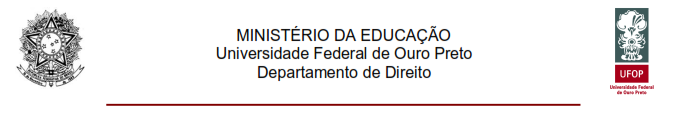 MINISTÉRIO DA EDUCAÇÃO
Universidade Federal de Ouro Preto
Departamento de Direito
UFOP
Universidade Federal
de Ouro Preto